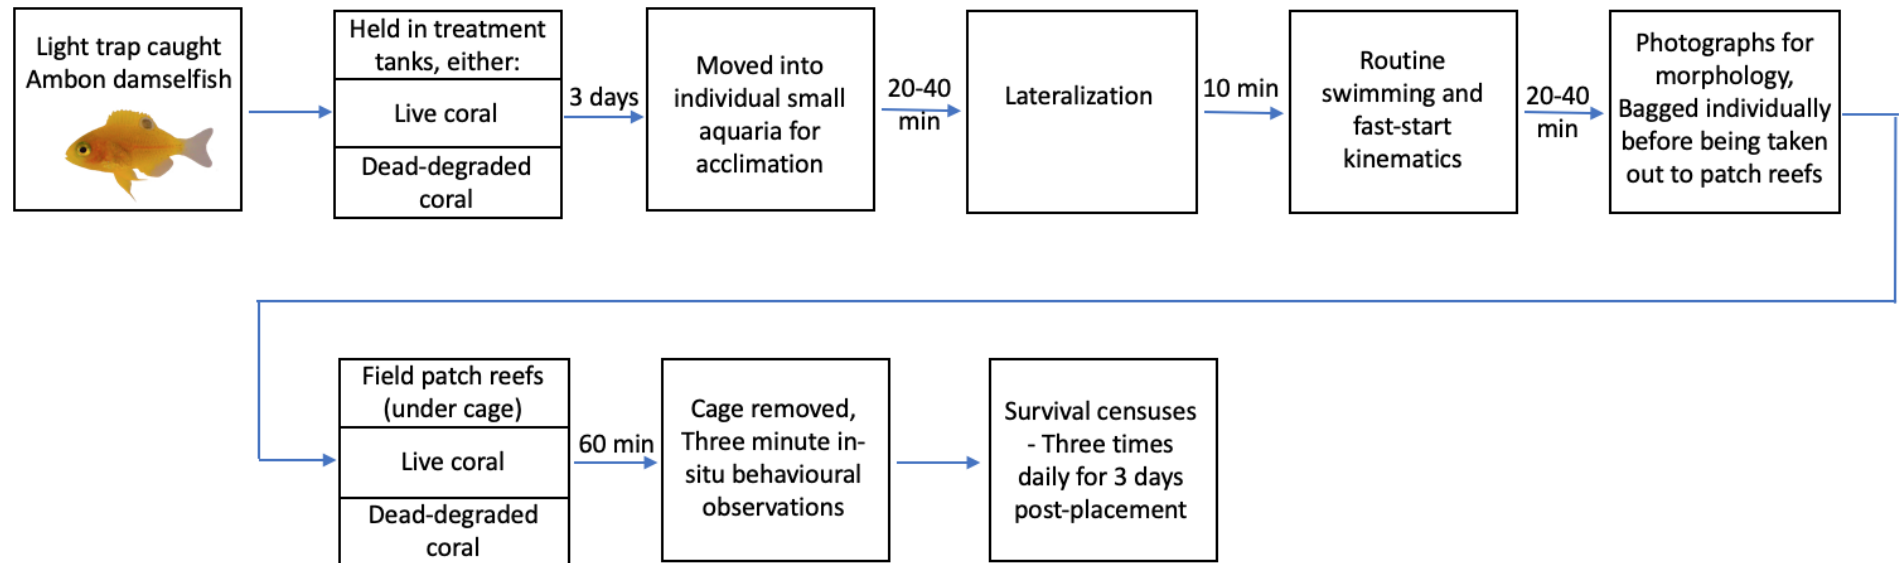 Light trap caught
Ambon damselfish
Held in treatment
tanks, either:
Live coral
Dead-degraded
coral
3 days
Moved into
individual small
aquaria for
acclimation
20-40
min
Lateralization
10 min
Routine
swimming and
fast-start
kinematics
20-40
min
Photographs for
morphology,
Bagged individually
before being taken
out to patch reefs
Field patch reefs
(under cage)
Live coral
Dead-degraded
coral
60 min
Cage removed,
Three minute in-
situ behavioural
observations
Survival censuses
- Three times
daily for 3 days
post-placement